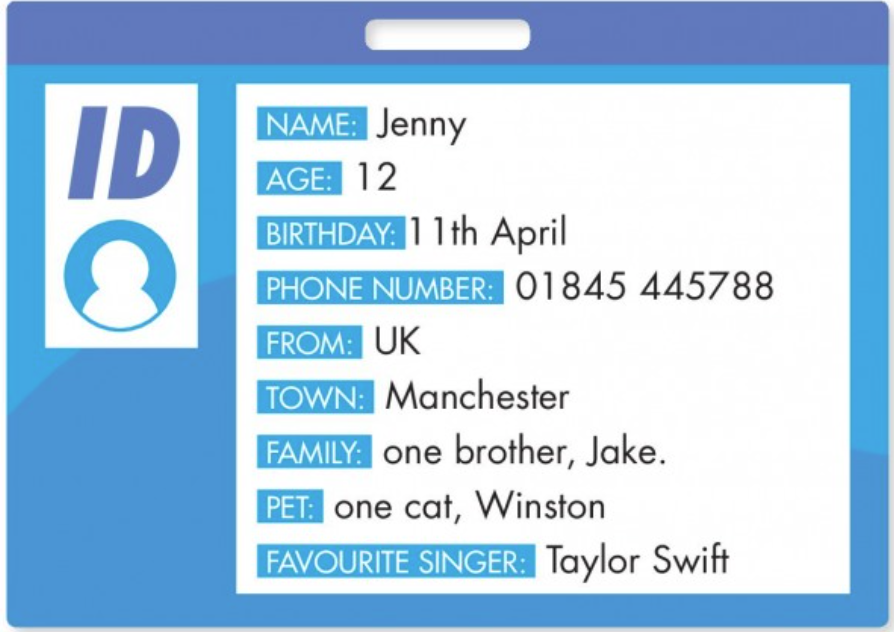 ID
NAME: Jenny
AGE: 12
BIRTHDAY: 11th April
PHONE NUMBER: 01845 445788
FROM: UK
TOWN: Manchester
FAMILY: one brother, Jake.
PET: one cat, Winston
FAVOURITE SINGER: Taylor Swift